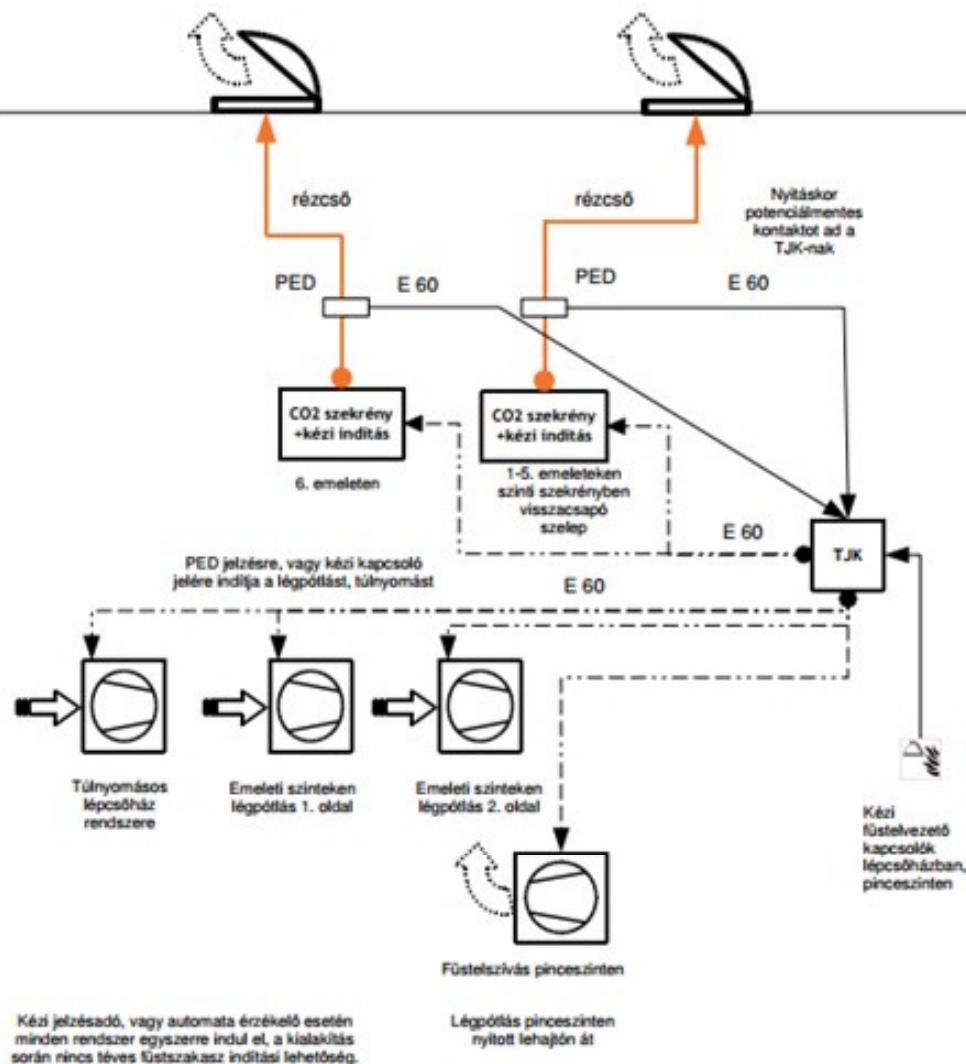 rézcső
rézcső
Nyitáskor
potenciálmentes
kontaktot ad a
TJK-nak
PED
E 60
PED
E 60
CO2 szekrény
+kézi indítás
CO2 szekrény
+kézi indítás
6. emeleten
1-5. emeleteken
szinti szekrényben
visszacsapó
szelep
E 60
TJK
PED jelzésre, vagy kézi kapcsoló
jelére indítja a légpótlást, túlnyomást
E 60
Túlnyomásos
lépcsőház
rendszere
Emeleti szinteken
légpótlás 1. oldal
Emeleti szinteken
légpótlás 2. oldal
Kézi
füstelvezető
kapcsolók
lépcsőházban,
pinceszinten
Füstelszívás pinceszinten
Kézi jelzésadó, vagy automata érzékelő esetén
minden rendszer egyszerre indul el, a kialakítás
során nincs téves füstszakasz indítási lehetőség.
Légpótlás pinceszinten
nyitott lehajtón át